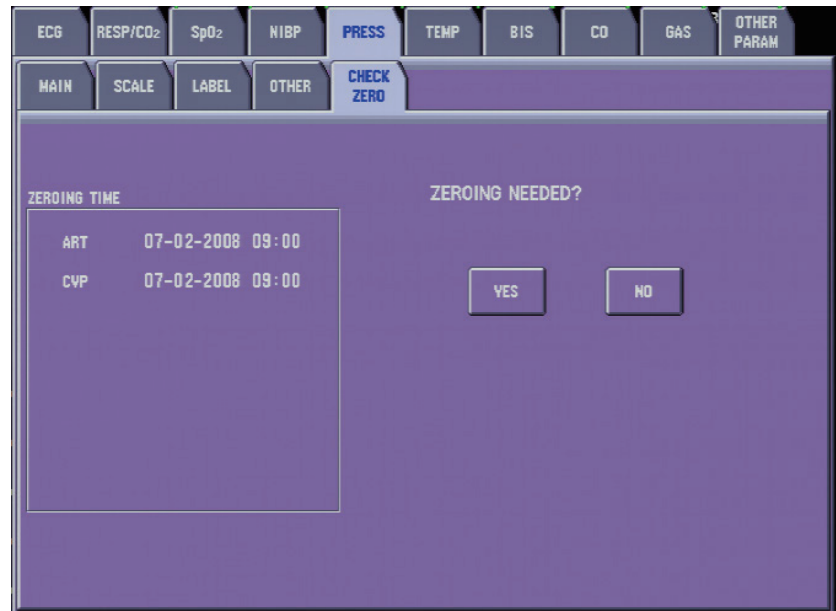 ECG RESP/CO₂ SpO₂ NIBP PRESS TEMP BIS CO GAS OTHER PARAM
MAIN SCALE LABEL OTHER CHECK ZERO
ZEROING TIME
ZEROING NEEDED?
ART 07-02-2008 09:00
CVP 07-02-2008 09:00
YES NO